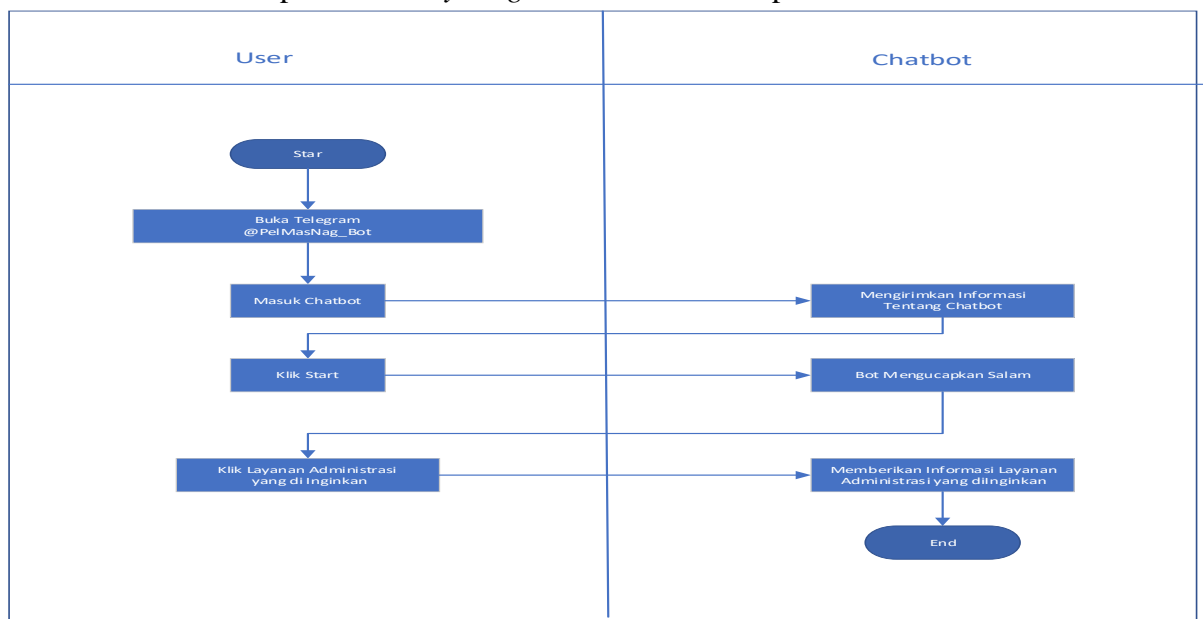 User
Chatbot
Star
Buka Telegram
@PelMasNag_Bot
Masuk Chatbot
Mengirimkan Informasi
Tentang Chatbot
Klik Start
Bot Mengucapkan Salam
Klik Layanan Administrasi
yang di Inginkan
Memberikan Informasi Layanan
Administrasi yang diInginkan
End